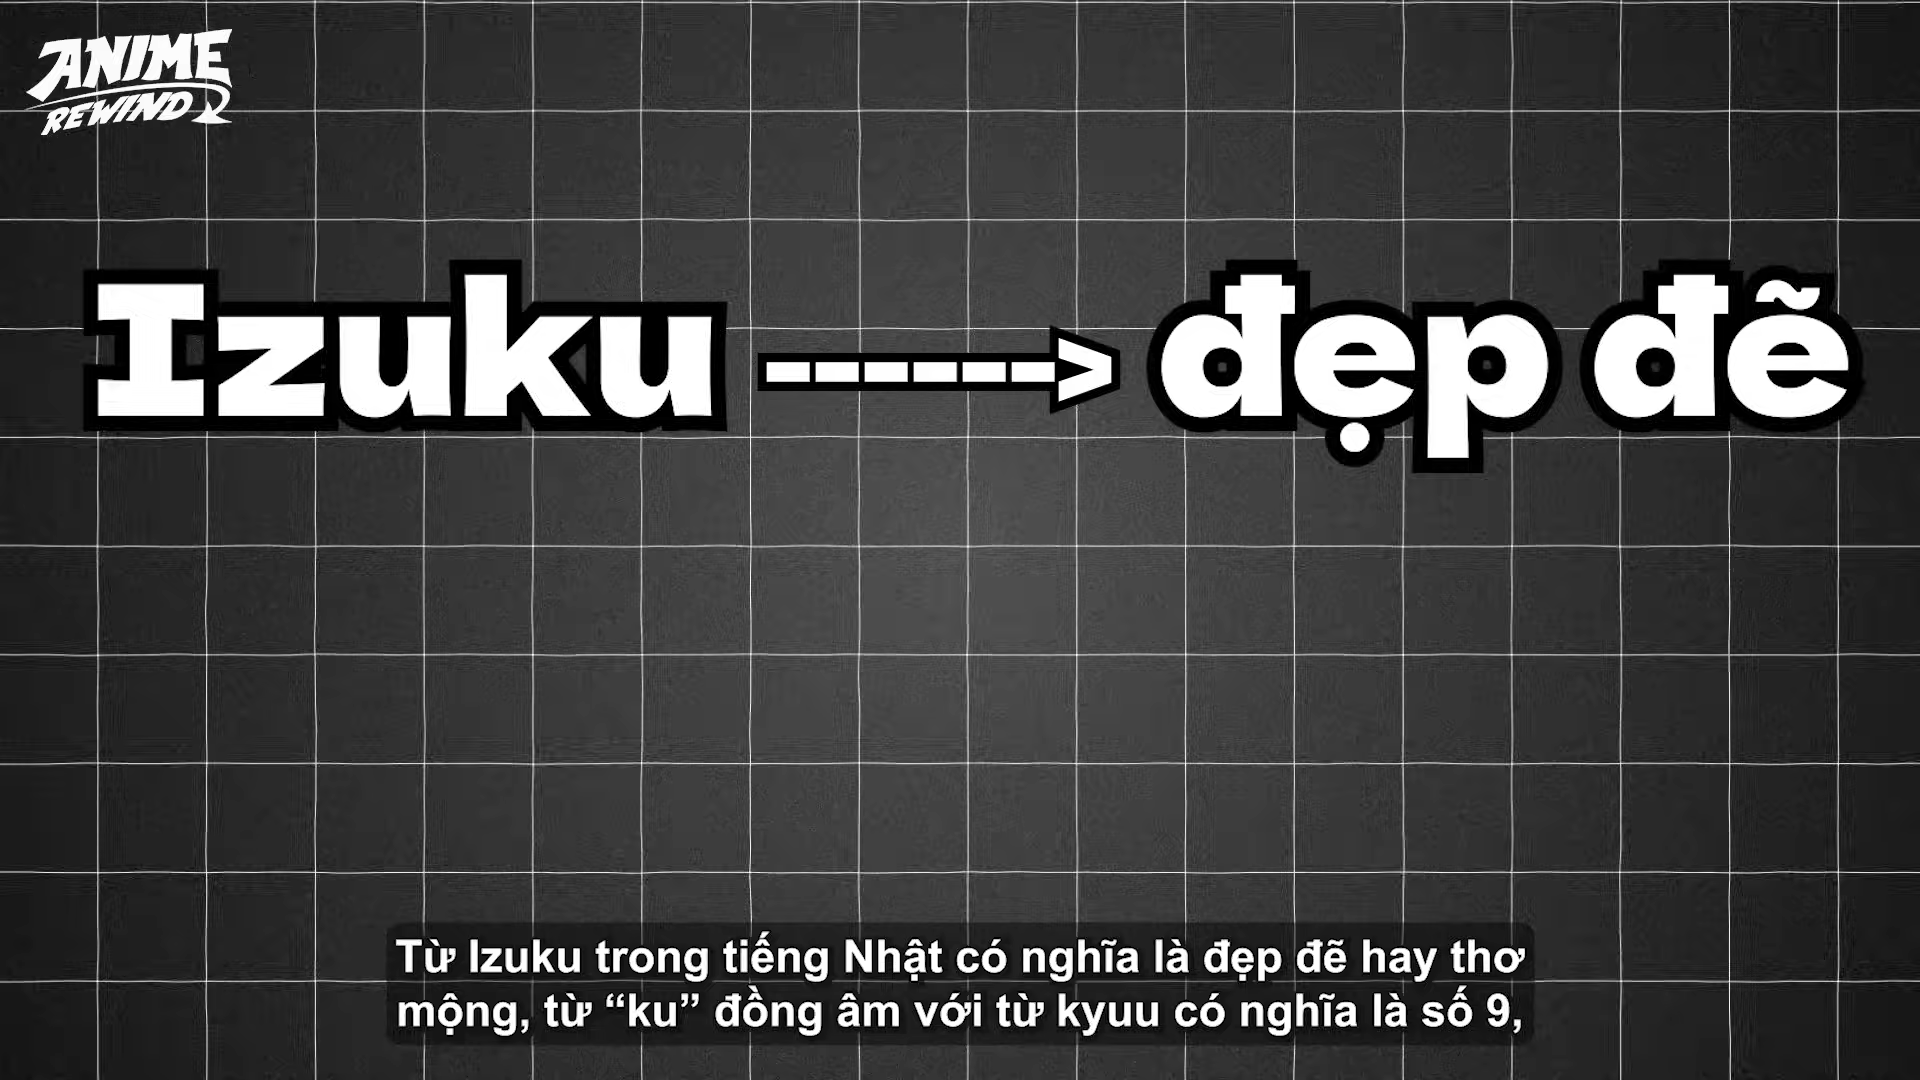 ANIME
REWIND
Izuku ------> đẹp đẽ
Từ Izuku trong tiếng Nhật có nghĩa là đẹp đẽ hay thơ
mộng, từ “ku” đồng âm với từ kyuu có nghĩa là số 9,